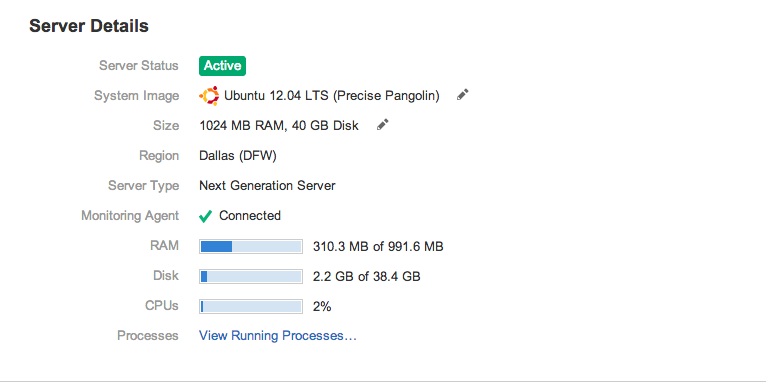 Server Details
Server Status Active
System Image Ubuntu 12.04 LTS (Precise Pangolin)
Size 1024 MB RAM, 40 GB Disk
Region Dallas (DFW)
Server Type Next Generation Server
Monitoring Agent Connected
RAM 310.3 MB of 991.6 MB
Disk 2.2 GB of 38.4 GB
CPUs 2%
Processes View Running Processes…